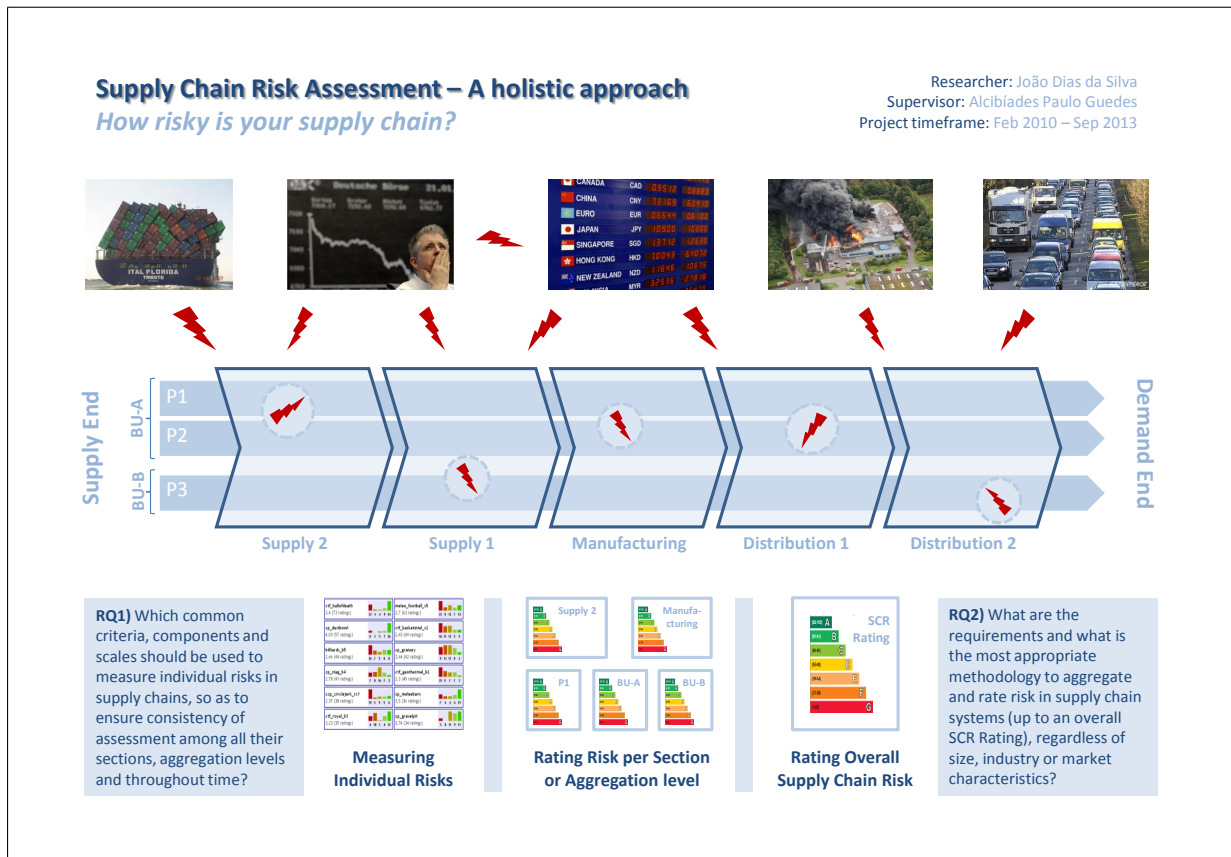 Supply Chain Risk Assessment – A holistic approach
How risky is your supply chain?
Researcher: João Dias da Silva
Supervisor: Alcibíades Paulo Guedes
Project timeframe: Feb 2010 – Sep 2013
ITAL FLORIDA
TRIESTE
DAX
Deutsche Börse
21.01
CANADA CAD
CHINA CNY
EURO EUR
JAPAN JPY
SINGAPORE SGD
HONG KONG HKD
NEW ZEALAND NZD
MYR
Supply End
BU-A
BU-B
P1
P2
P3
Demand End
Supply 2
Supply 1
Manufacturing
Distribution 1
Distribution 2
RQ1) Which common
criteria, components and
scales should be used to
measure individual risks in
supply chains, so as to
ensure consistency of
assessment among all their
sections, aggregation levels
and throughout time?
Measuring
Individual Risks
Supply 2
Manufa-
cturing
P1
BU-A
BU-B
Rating Risk per Section
or Aggregation level
SCR
Rating
A
B
F
G
Rating Overall
Supply Chain Risk
RQ2) What are the
requirements and what is
the most appropriate
methodology to aggregate
and rate risk in supply chain
systems (up to an overall
SCR Rating), regardless of
size, industry or market
characteristics?